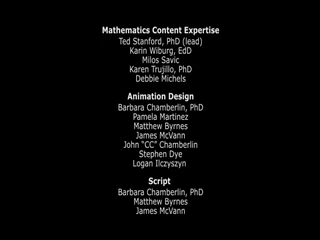 Mathematics Content Expertise
Ted Stanford, PhD (lead)
Karin Wiburg, EdD
Milos Savic
Karen Trujillo, PhD
Debbie Michels
Animation Design
Barbara Chamberlin, PhD
Pamela Martinez
Matthew Byrnes
James McVann
John “CC” Chamberlin
Stephen Dye
Logan Ilczyszyn
Script
Barbara Chamberlin, PhD
Matthew Byrnes
James McVann